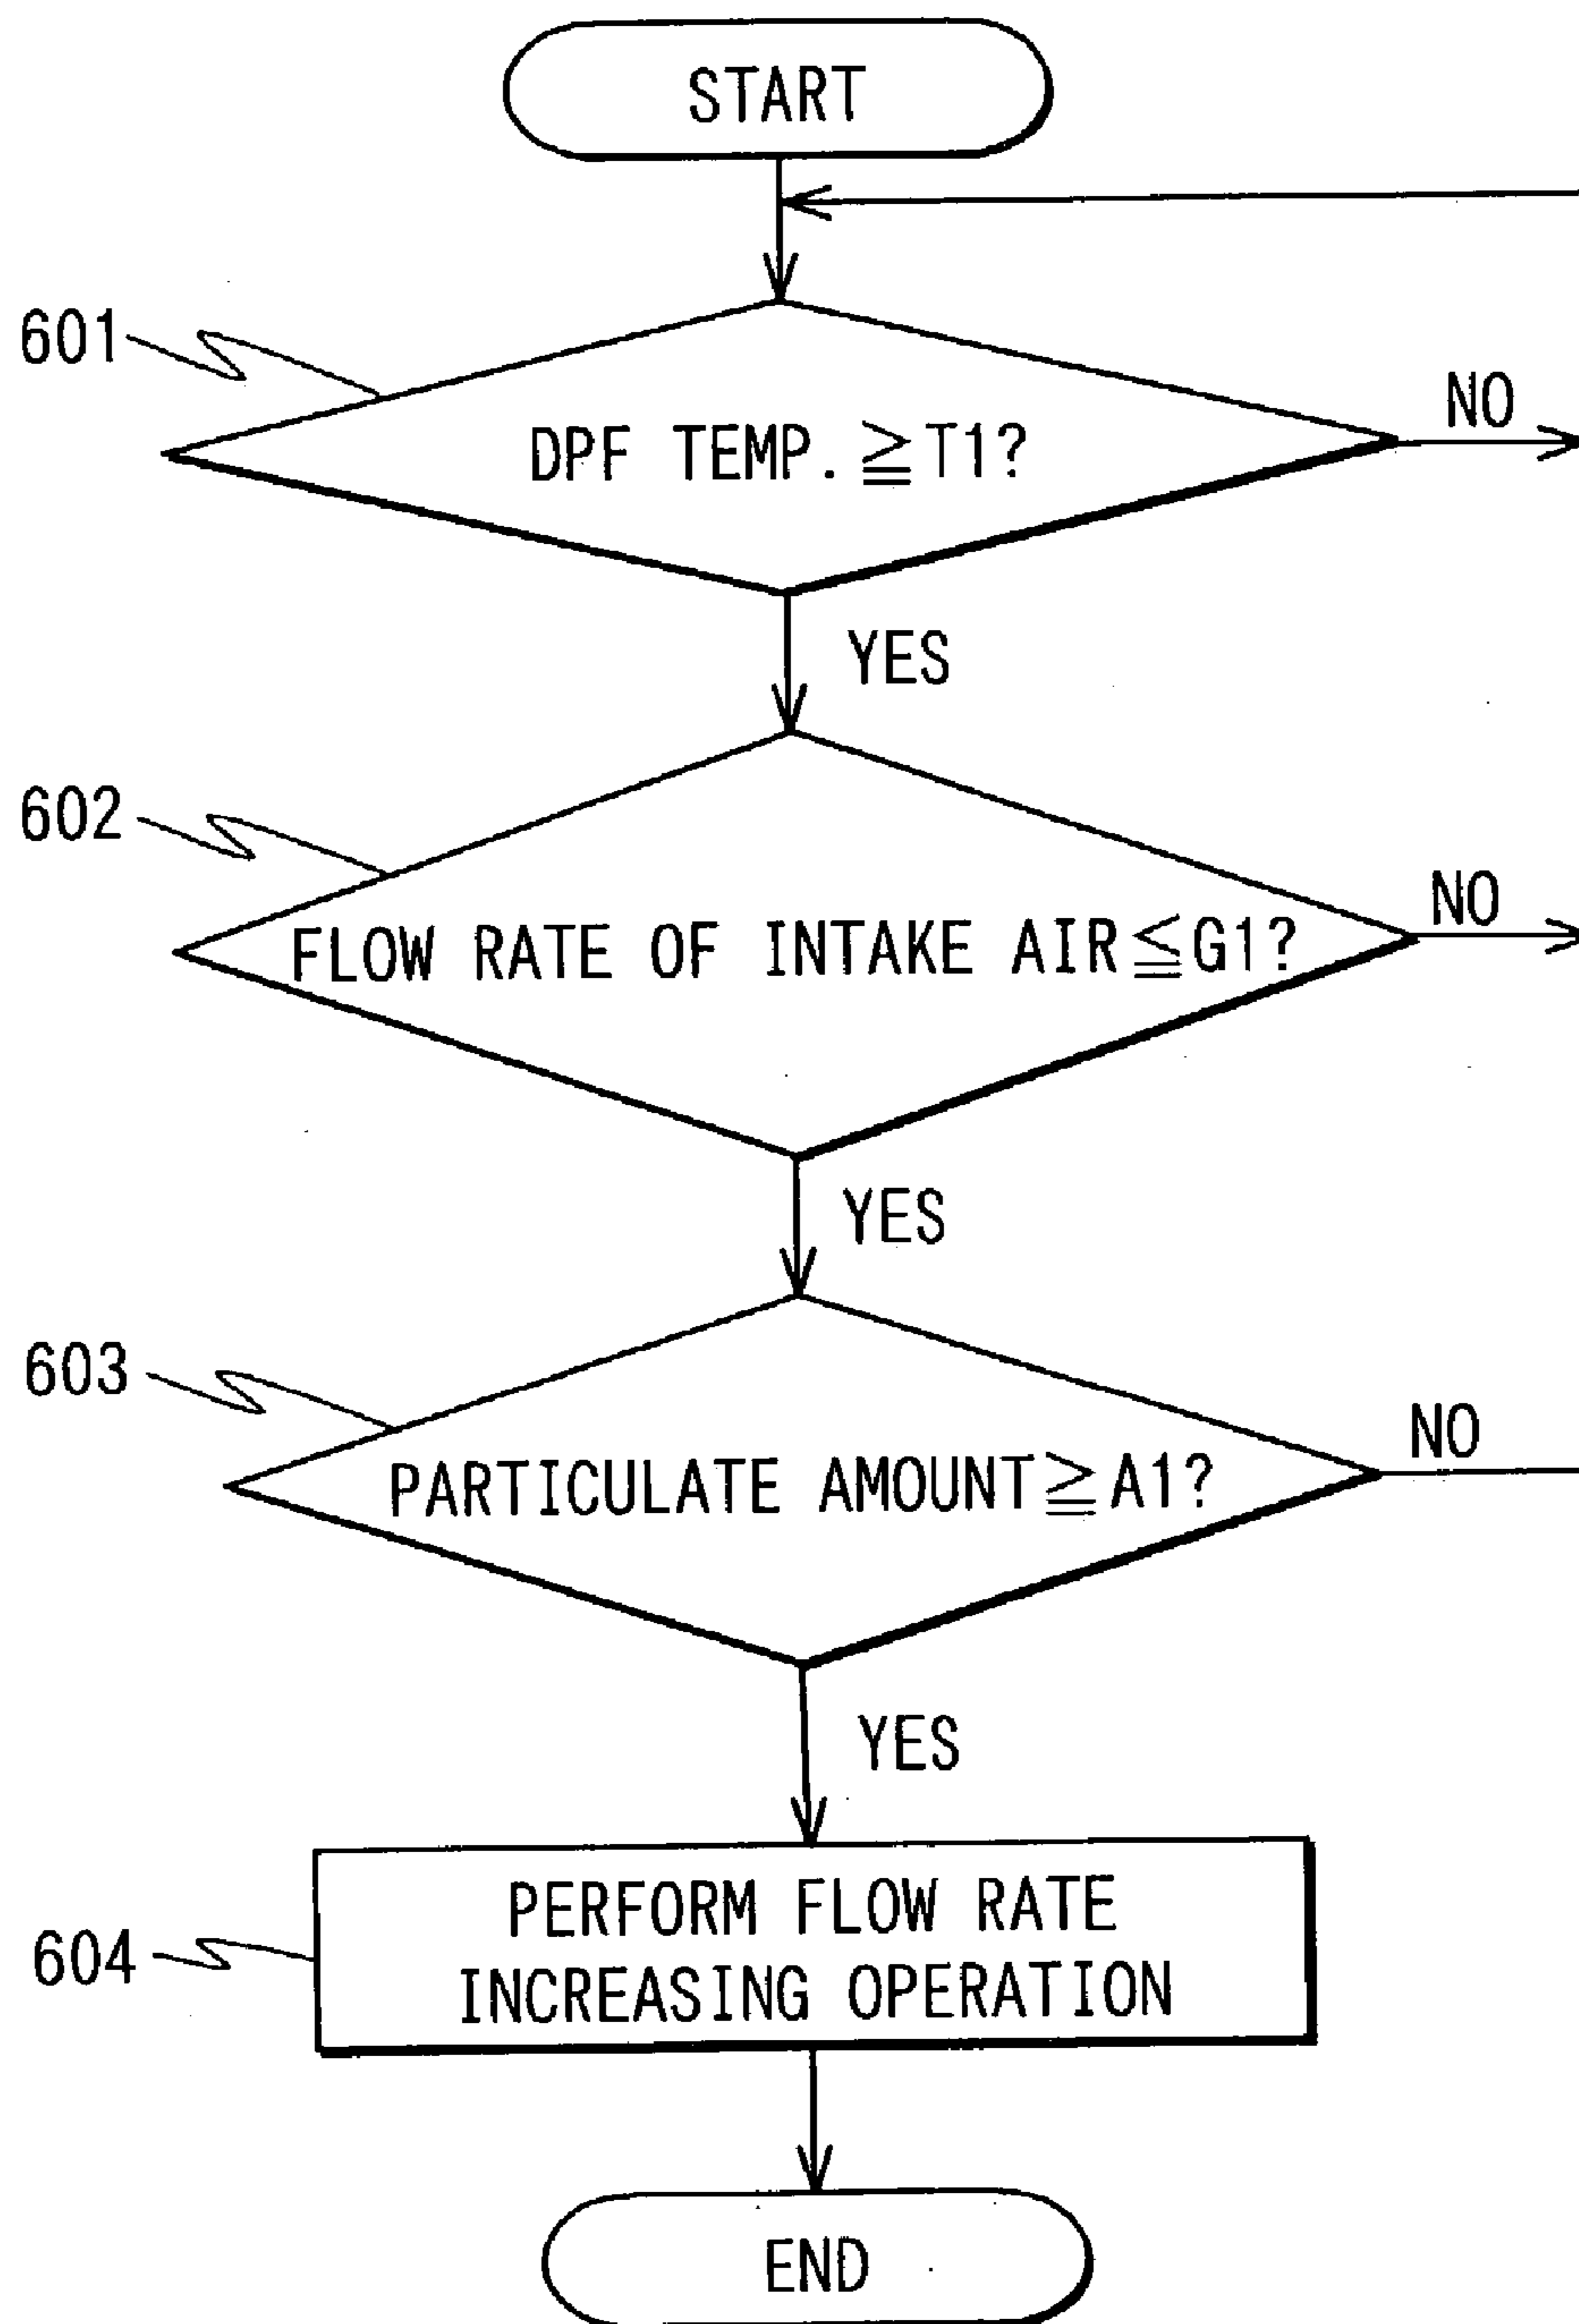 START
601
DPF TEMP.≧T1?
NO
YES
602
FLOW RATE OF INTAKE AIR≦G1?
NO
YES
603
PARTICULATE AMOUNT≧A1?
NO
YES
604
PERFORM FLOW RATE
INCREASING OPERATION
END